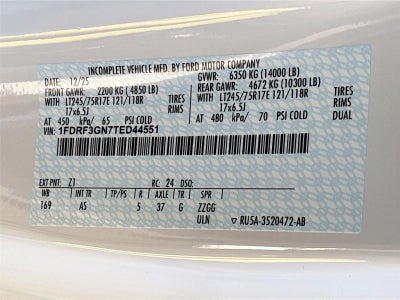 INCOMPLETE VEHICLE MFD. BY FORD MOTOR COMPANY
DATE: 12/25 GVWR: 6350 KG (14000 LB)
FRONT GAWR: 2200 KG (4850 LB) REAR GAWR: 4672 KG (10300 LB)
WITH LT245/75R17E 121/118R TIRES WITH LT245/75R17E 121/118R TIRES
17x6.5J RIMS 17x6.5J RIMS
AT 450 kPa/ 65 PSI COLD AT 480 kPa/ 70 PSI COLD DUAL
VIN: 1FDRF3GN7TED44551
EXT PNT: Z1 RC: 24 DSO:
WB INT TR TP/PS R AXLE TR SPR
169 AS 5 37 G ZZGG
ULN RU5A-3520472-AB